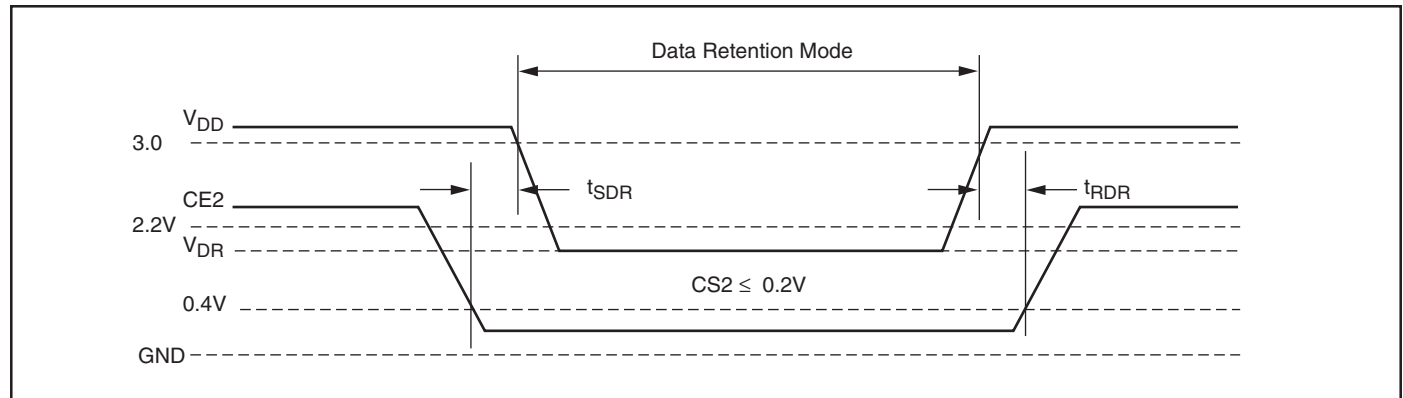 Data Retention Mode
VDD
3.0
tSDR
tRDR
CE2
2.2V
VDR
CS2 ≤ 0.2V
0.4V
GND